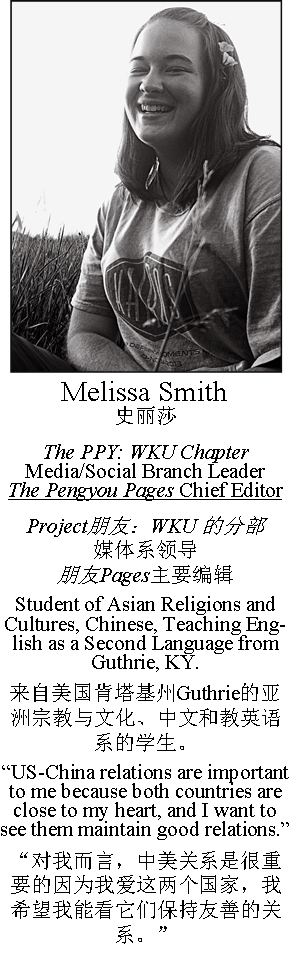 OASIS
Melissa Smith
史丽莎
The PPY: WKU Chapter
Media/Social Branch Leader
The Pengyou Pages Chief Editor
Project朋友：WKU 的分部
媒体系领导
朋友Pages主要编辑
Student of Asian Religions and
Cultures, Chinese, Teaching Eng-
lish as a Second Language from
Guthrie, KY.
来自美国肯塔基州Guthrie的亚
洲宗教与文化、中文和教英语
系的学生。
“US-China relations are important
to me because both countries are
close to my heart, and I want to
see them maintain good relations.”
“对我而言，中美关系是很重
要的因为我爱这两个国家，我
希望我能看它们保持友善的关
系。”